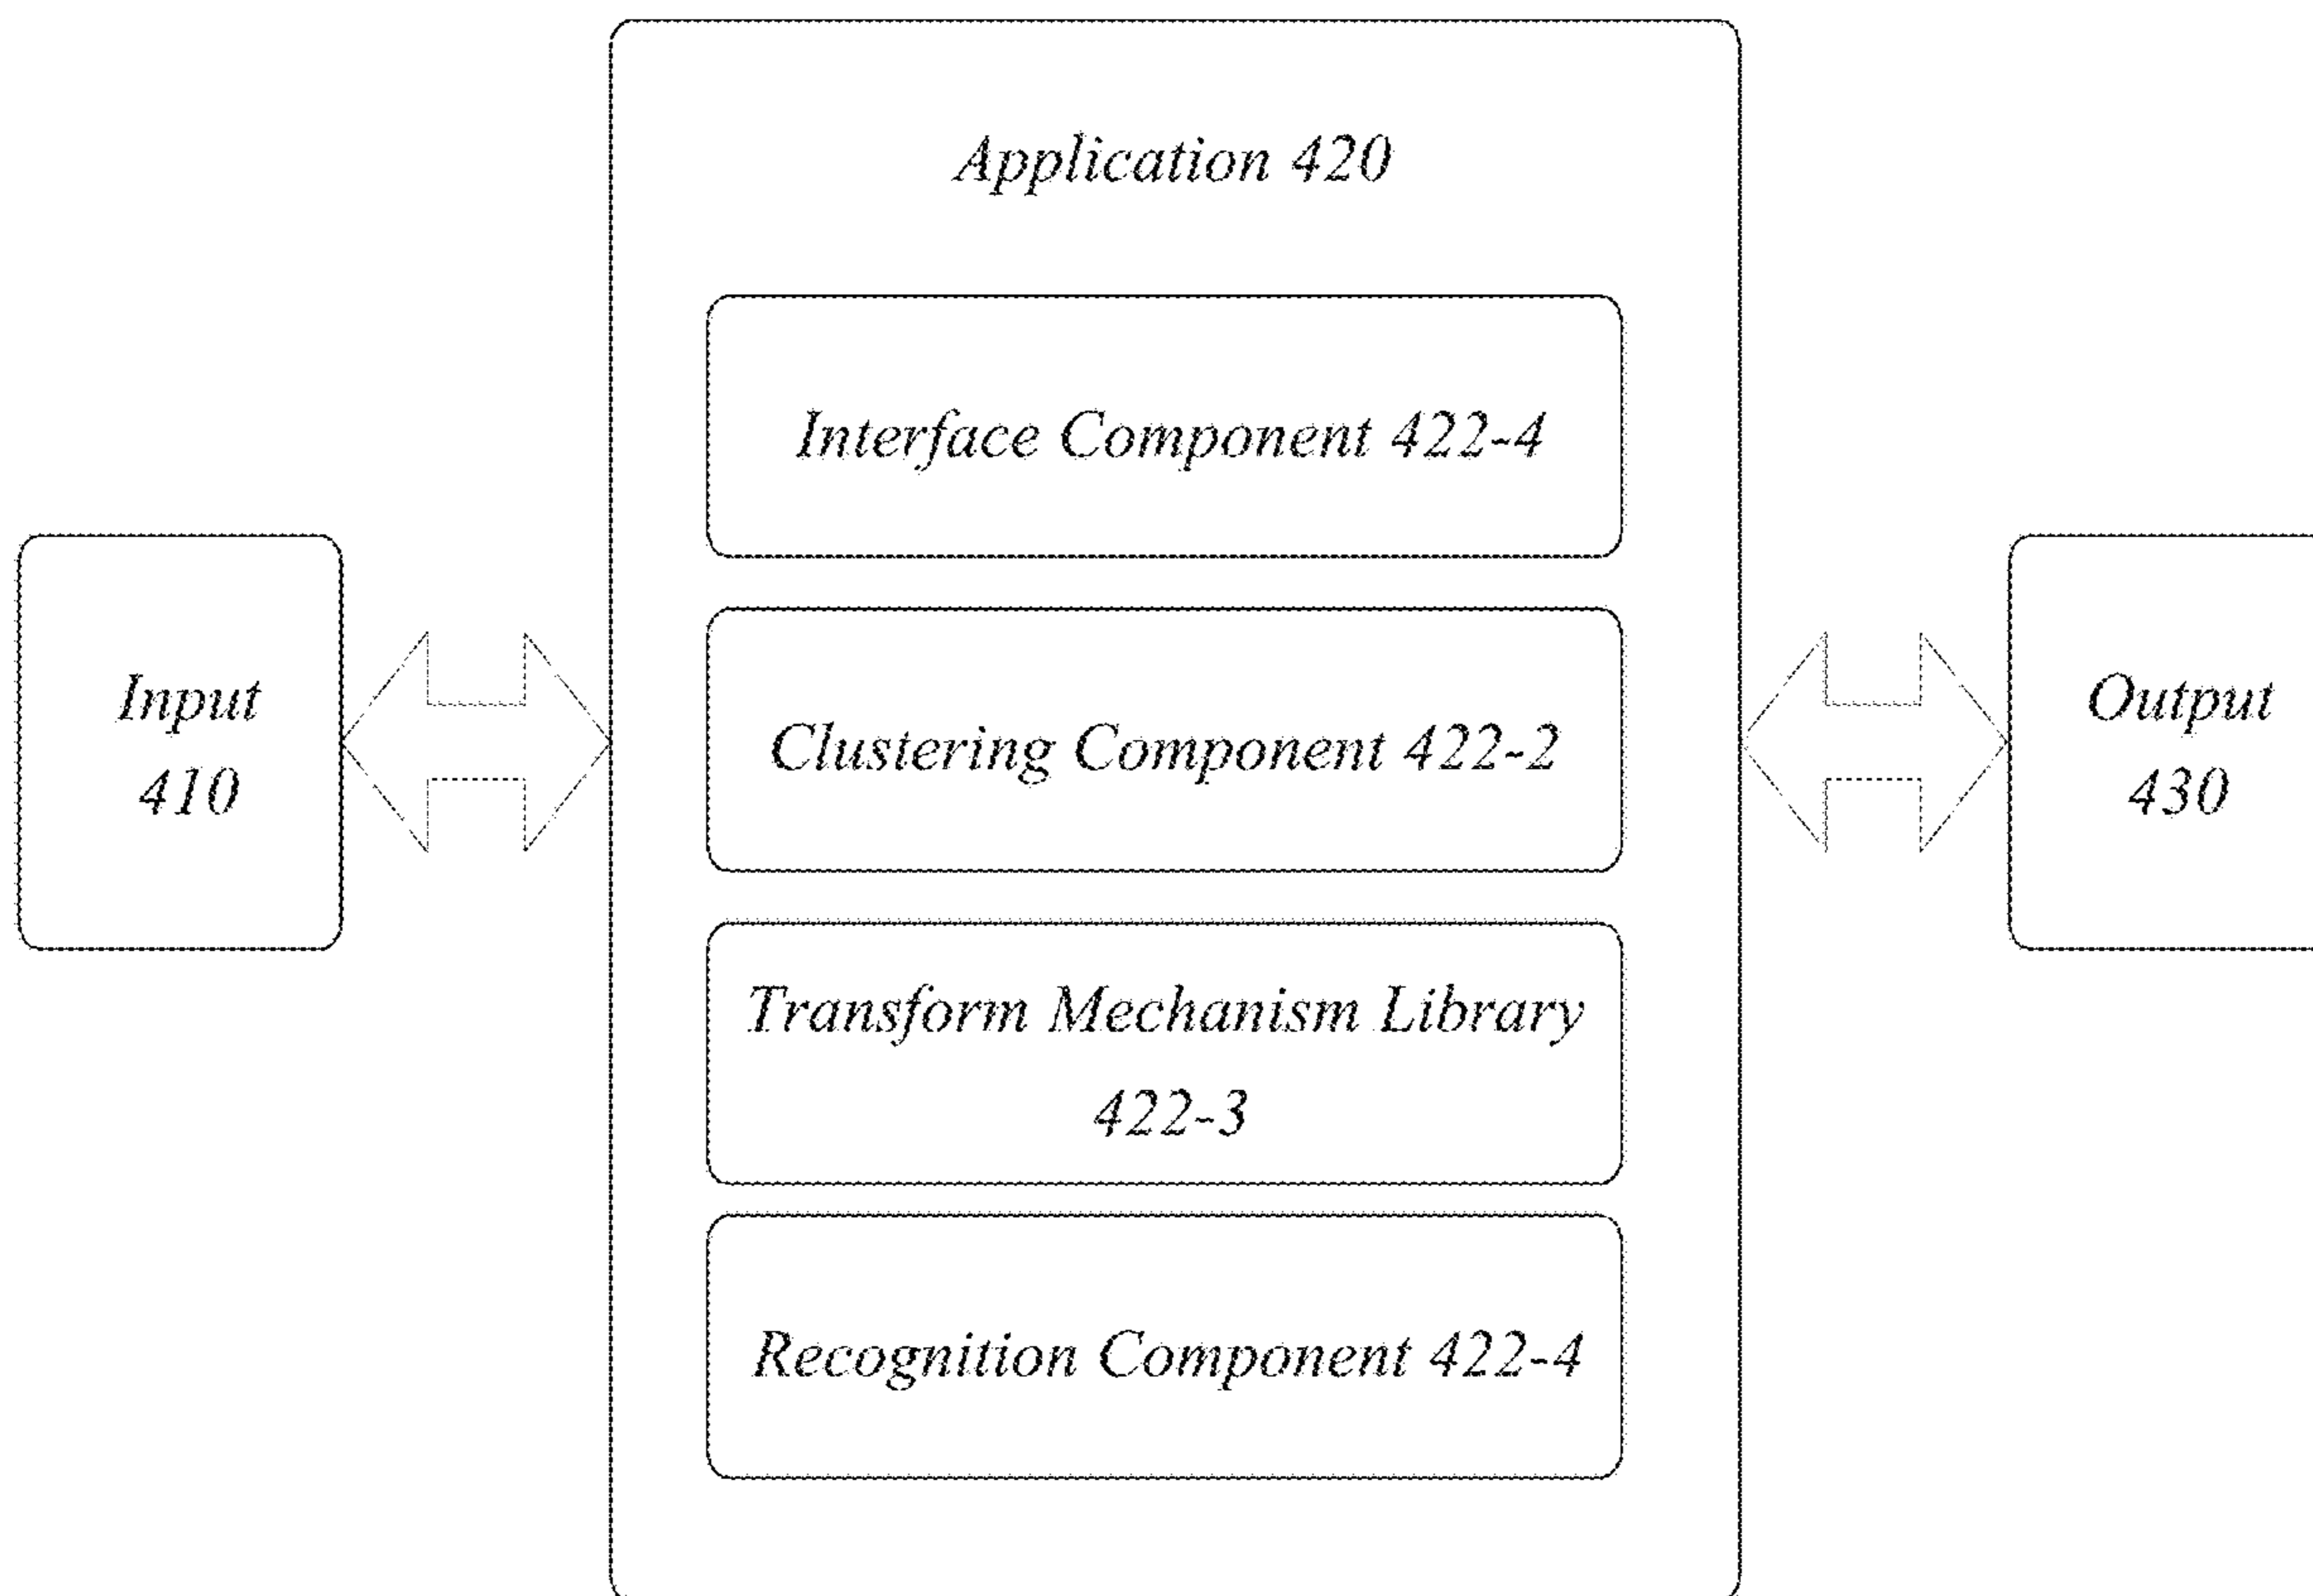 Application 420
Interface Component 422-4
Input
410
Clustering Component 422-2
Output
430
Transform Mechanism Library
422-3
Recognition Component 422-4